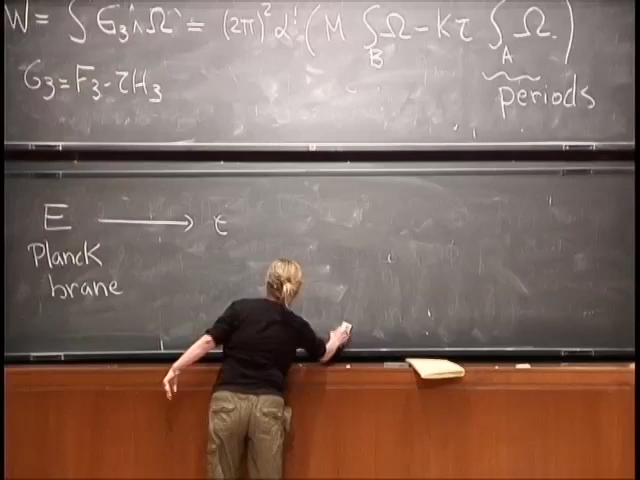 W = ∫ G₃∧Ω = (2π)² α' (M ∫_B Ω - Kτ ∫_A Ω)
G₃ = F₃ - τH₃
periods
E → τ
Planck
brane